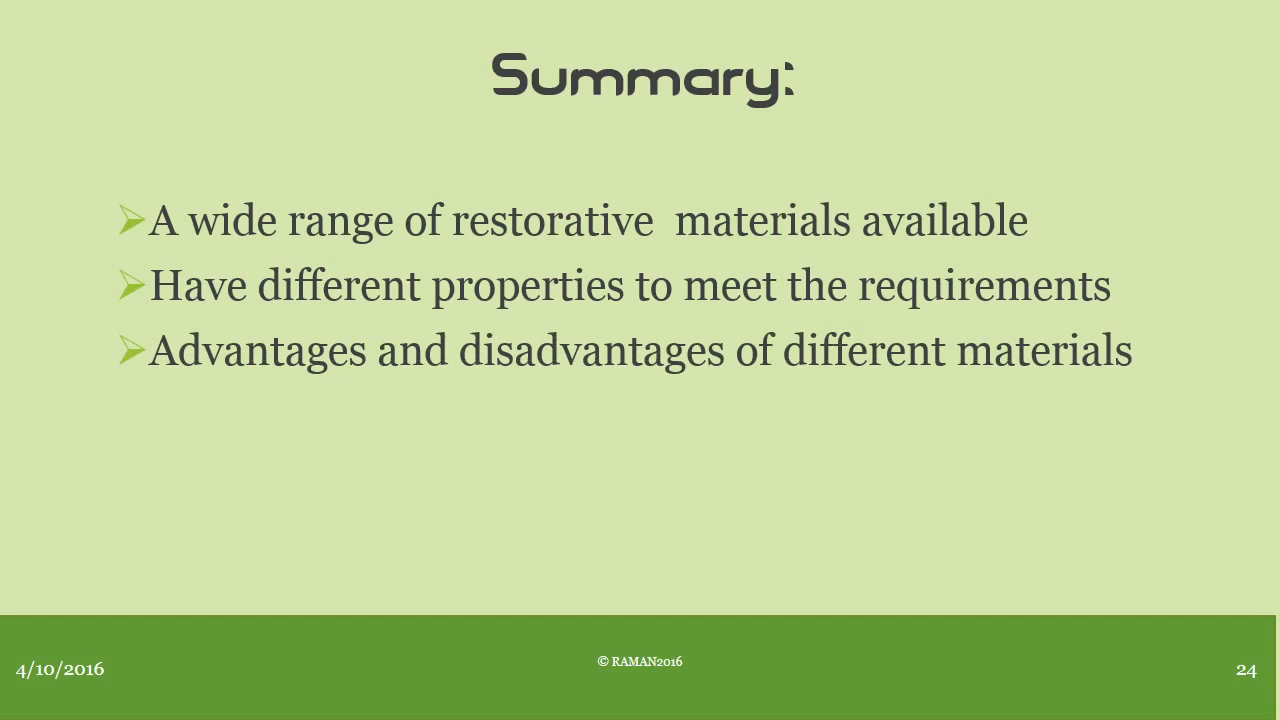 Summary:
➢A wide range of restorative  materials available
➢Have different properties to meet the requirements
➢Advantages and disadvantages of different materials
4/10/2016
© RAMAN2016
24